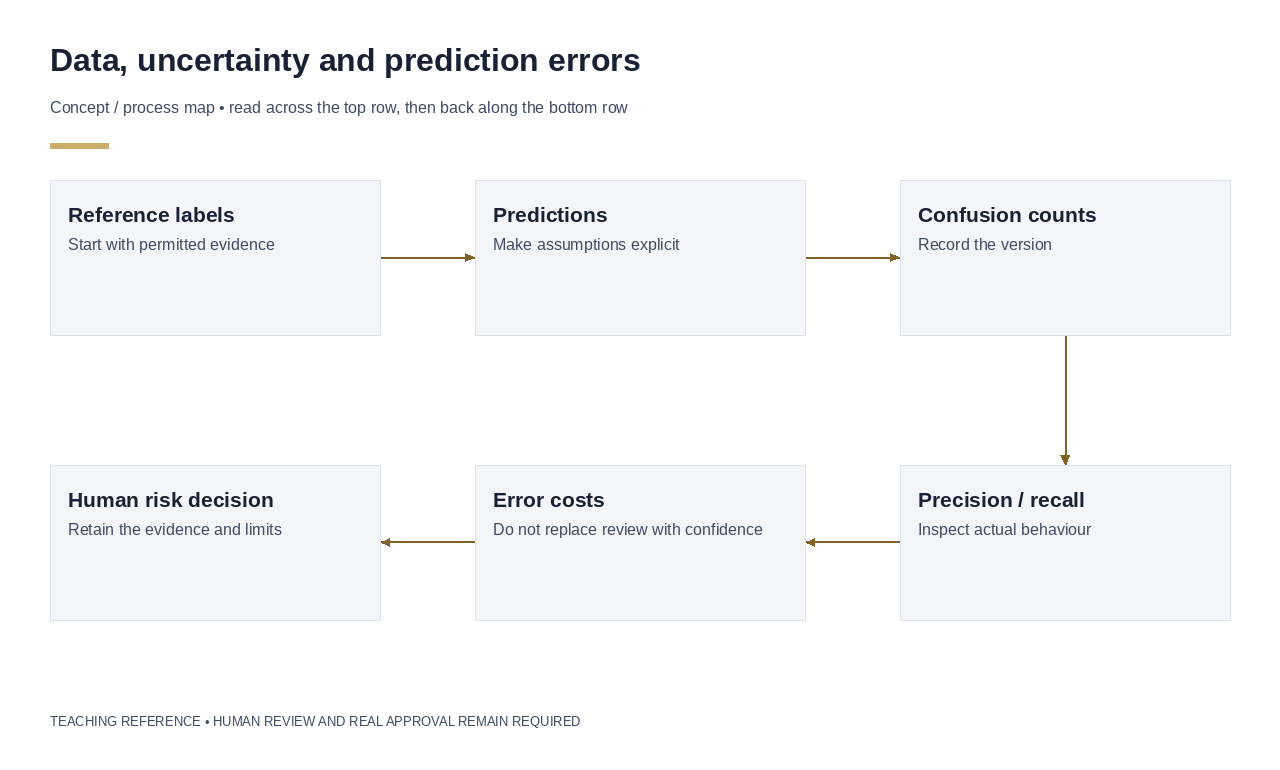 Data, uncertainty and prediction errors
Concept / process map • read across the top row, then back along the bottom row
Reference labels
Start with permitted evidence
Predictions
Make assumptions explicit
Confusion counts
Record the version
Precision / recall
Inspect actual behaviour
Error costs
Do not replace review with confidence
Human risk decision
Retain the evidence and limits
TEACHING REFERENCE • HUMAN REVIEW AND REAL APPROVAL REMAIN REQUIRED